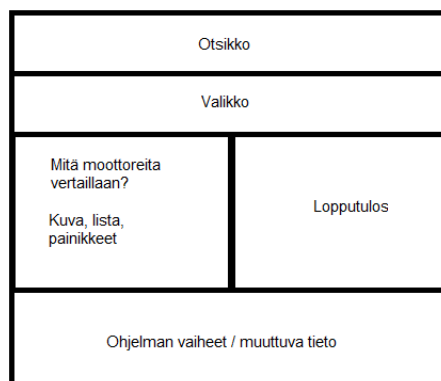 Otsikko
Valikko
Mitä moottoreita
vertaillaan?
Kuva, lista,
painikkeet
Lopputulos
Ohjelman vaiheet / muuttuva tieto